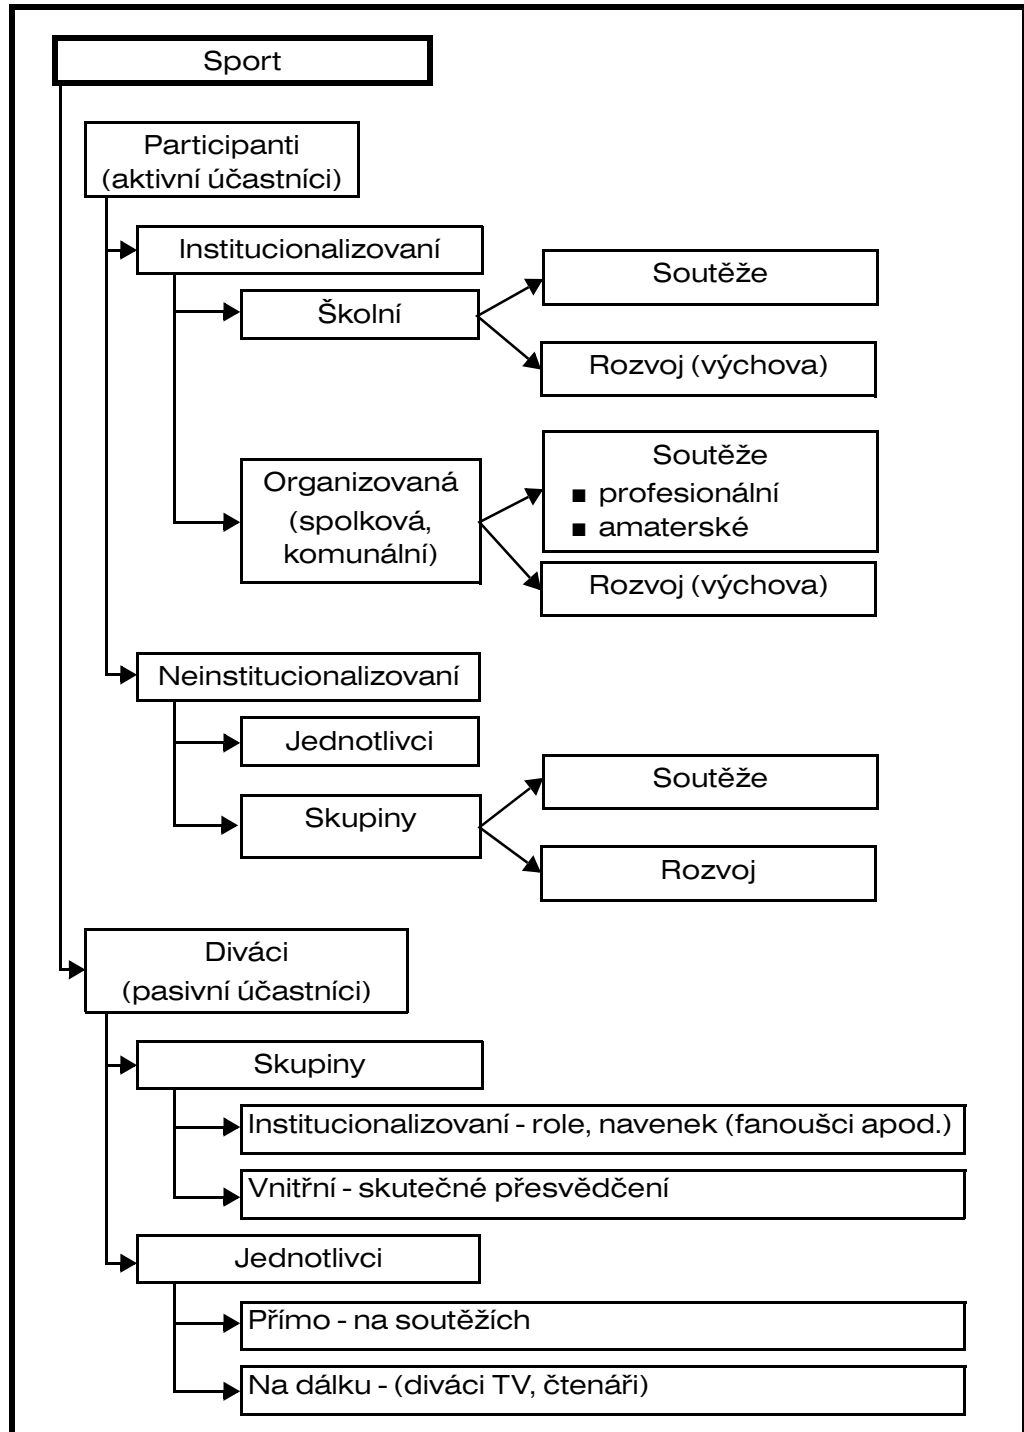 Sport
Participanti
(aktivní účastníci)
Institucionalizovaní
Školní
Soutěže
Rozvoj (výchova)
Organizovaná
(spolková,
komunální)
Soutěže
■ profesionální
■ amaterské
Rozvoj (výchova)
Neinstitucionalizovaní
Jednotlivci
Skupiny
Soutěže
Rozvoj
Diváci
(pasivní účastníci)
Skupiny
Institucionalizovaní - role, navenek (fanoušci apod.)
Vnitřní - skutečné přesvědčení
Jednotlivci
Přímo - na soutěžích
Na dálku - (diváci TV, čtenáři)